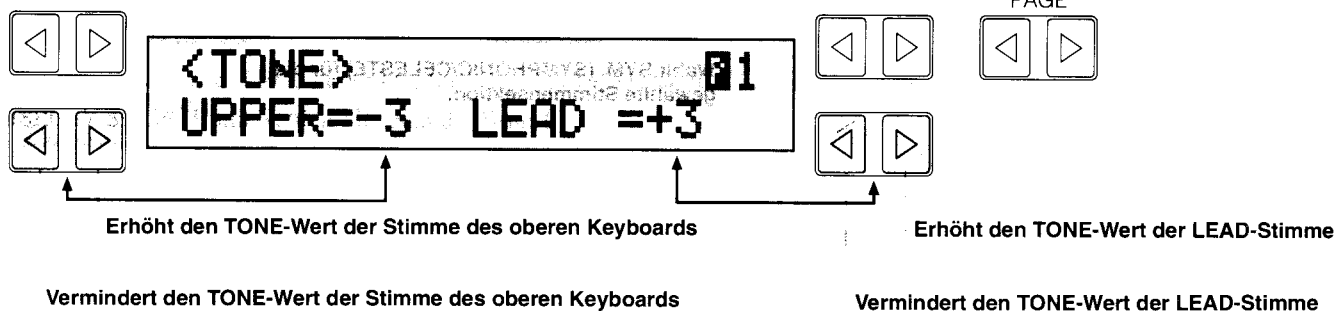 PAGE
<TONE> P1
UPPER=-3 LEAD =+3
Erhöht den TONE-Wert der Stimme des oberen Keyboards
Erhöht den TONE-Wert der LEAD-Stimme
Vermindert den TONE-Wert der Stimme des oberen Keyboards
Vermindert den TONE-Wert der LEAD-Stimme